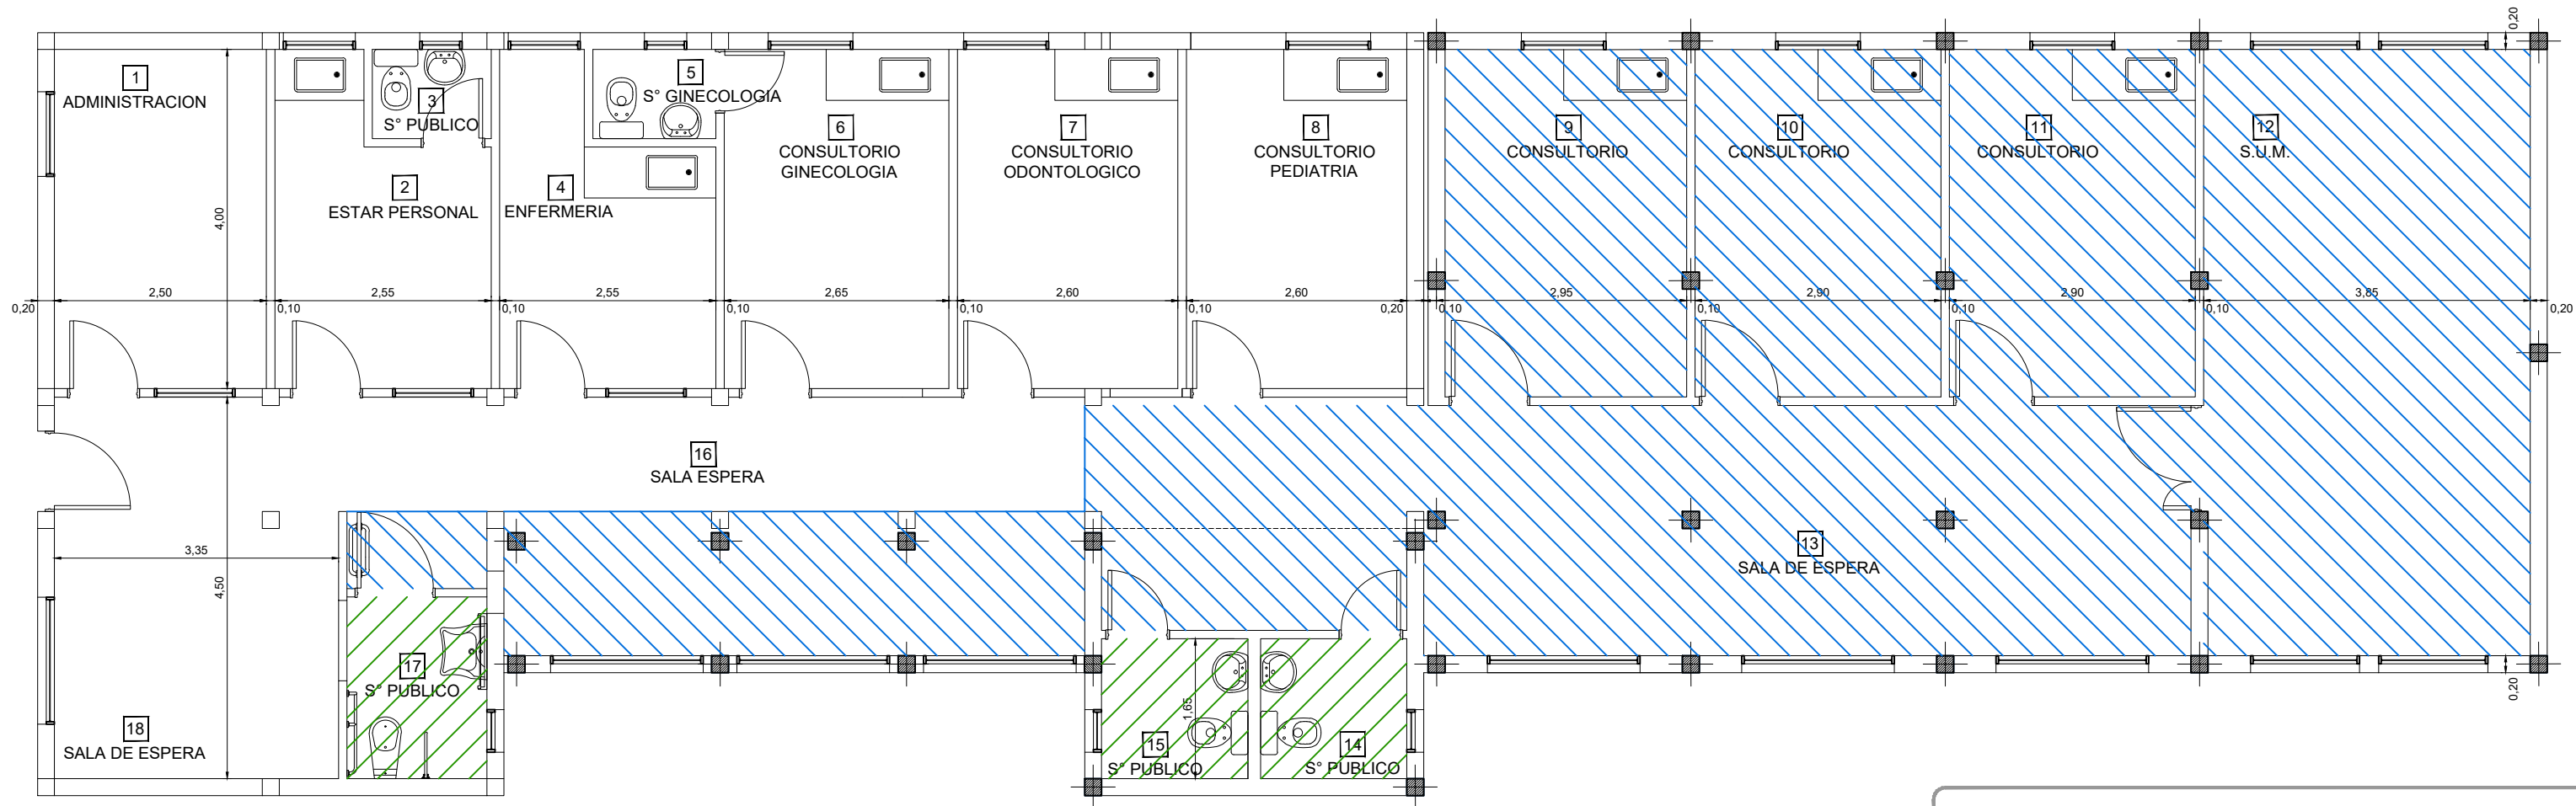 0,20
1
ADMINISTRACION
3
S° PUBLICO
5
S° GINECOLOGIA
6
CONSULTORIO
GINECOLOGIA
7
CONSULTORIO
ODONTOLOGICO
8
CONSULTORIO
PEDIATRIA
9
CONSULTORIO
10
CONSULTORIO
11
CONSULTORIO
12
S.U.M.
2
ESTAR PERSONAL
4
ENFERMERIA
4,00
0,20
2,50
0,10
2,55
0,10
2,55
0,10
2,65
0,10
2,60
0,10
2,60
0,20
0,10
2,95
0,10
2,90
0,10
2,90
0,10
3,85
0,20
16
SALA ESPERA
3,35
4,50
13
SALA DE ESPERA
17
S° PUBLICO
18
SALA DE ESPERA
1,65
15
S° PUBLICO
14
S° PUBLICO
0,20